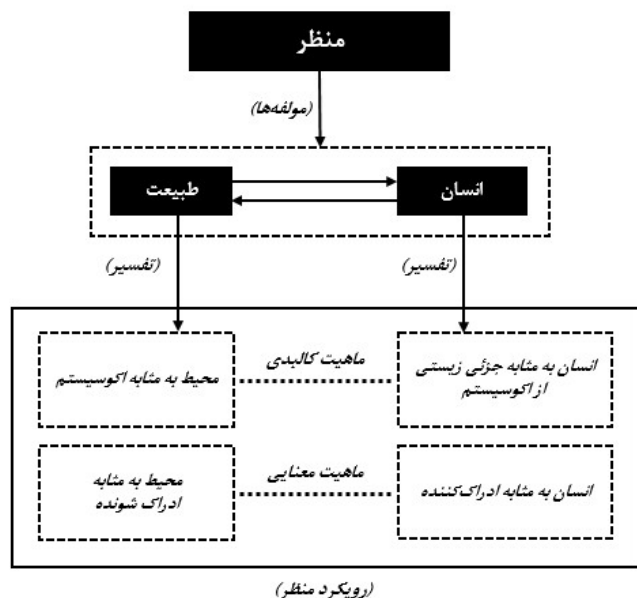 منظر
(مولفه‌ها)
انسان
طبیعت
(تفسیر)
(تفسیر)
انسان به مثابه جزئی زیستی
از اکوسیستم
ماهیت کالبدی
محیط به مثابه اکوسیستم
انسان به مثابه ادراک‌کننده
ماهیت معنایی
محیط به مثابه
ادراک شونده
(رویکرد منظر)